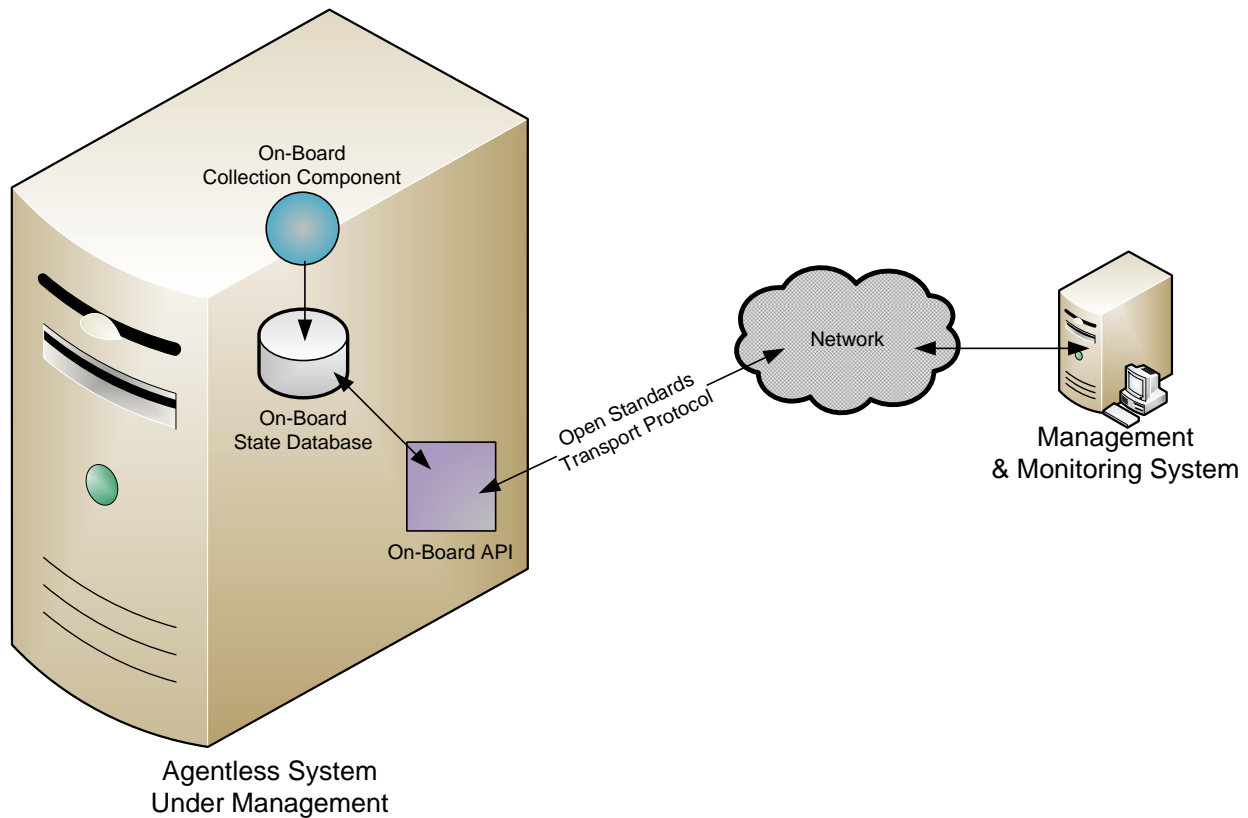 On-Board
Collection Component
On-Board
State Database
On-Board API
Open Standards
Transport Protocol
Network
Management
& Monitoring System
Agentless System
Under Management